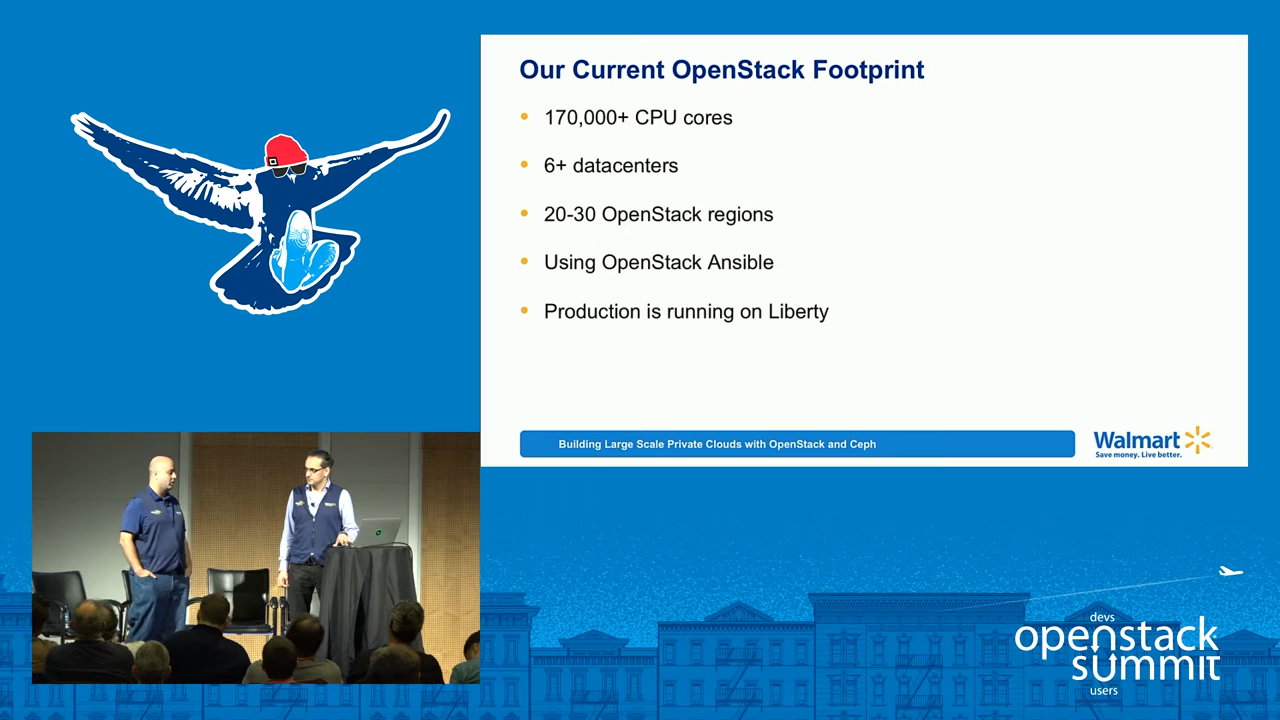 Our Current OpenStack Footprint
• 170,000+ CPU cores
• 6+ datacenters
• 20-30 OpenStack regions
• Using OpenStack Ansible
• Production is running on Liberty
Building Large Scale Private Clouds with OpenStack and Ceph
Walmart
Save money. Live better.
devs
openstack
summit
users